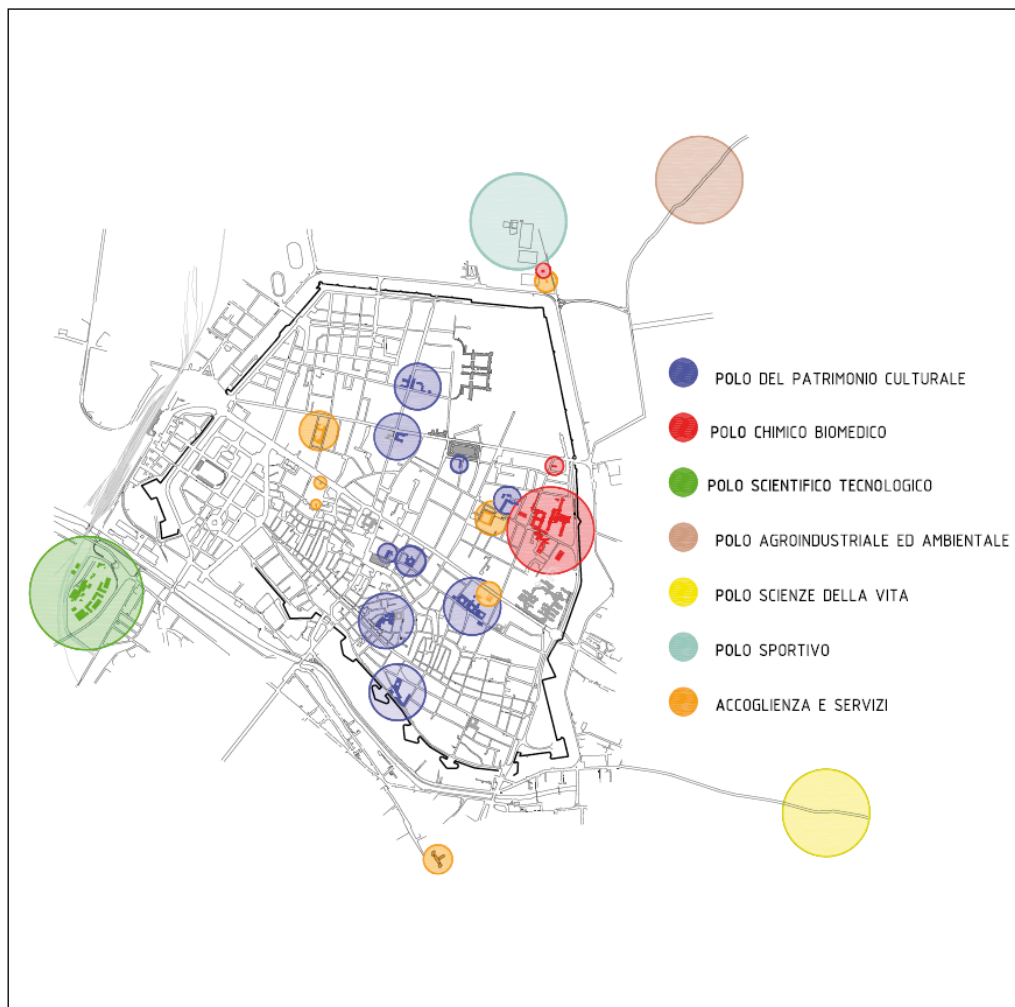 POLO DEL PATRIMONIO CULTURALE
POLO CHIMICO BIOMEDICO
POLO SCIENTIFICO TECNOLOGICO
POLO AGROINDUSTRIALE ED AMBIENTALE
POLO SCIENZE DELLA VITA
POLO SPORTIVO
ACCOGLIENZA E SERVIZI